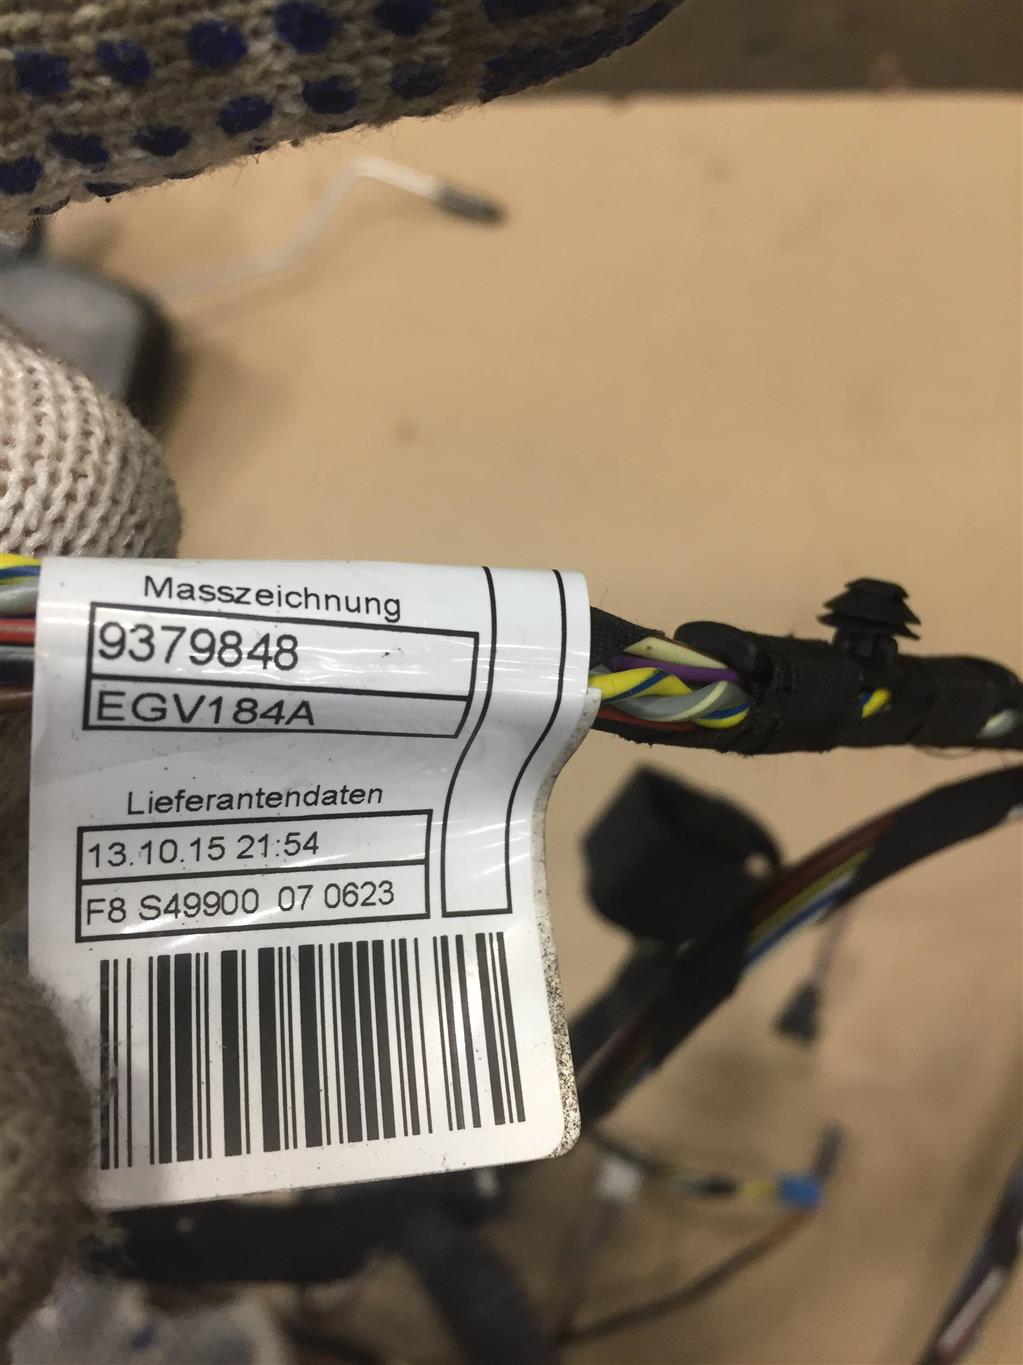 Masszeichnung
9379848
EGV184A
Lieferantendaten
13.10.15 21:54
F8 S49900 07 0623